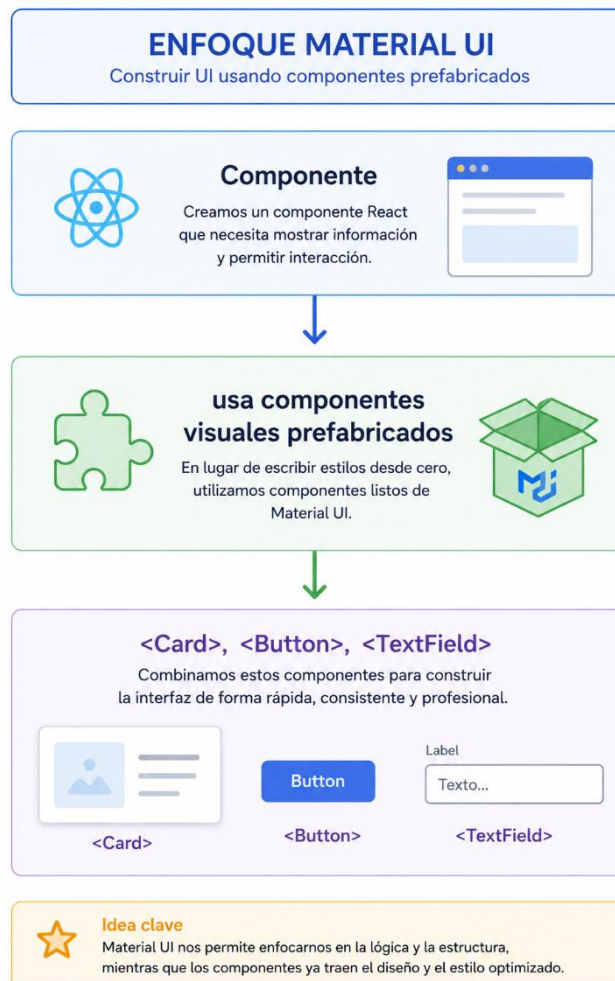 ENFOQUE MATERIAL UI
Construir UI usando componentes prefabricados
Componente
Creamos un componente React
que necesita mostrar información
y permitir interacción.
usa componentes
visuales prefabricados
En lugar de escribir estilos desde cero,
utilizamos componentes listos de
Material UI.
MUI
<Card>, <Button>, <TextField>
Combinamos estos componentes para construir
la interfaz de forma rápida, consistente y profesional.
<Card>
Button
<Button>
Label
Texto...
<TextField>
Idea clave
Material UI nos permite enfocarnos en la lógica y la estructura,
mientras que los componentes ya traen el diseño y el estilo optimizado.